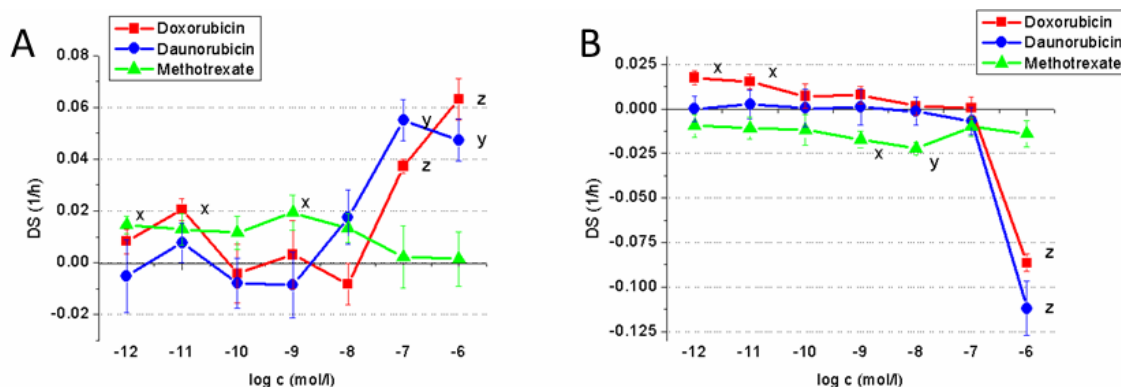 A
Doxorubicin
Daunorubicin
Methotrexate
0.08
0.06
0.04
0.02
0.00
-0.02
DS (1/h)
x
x
x
y
z
z
y
-12 -11 -10 -9 -8 -7 -6
log c (mol/l)
B
Doxorubicin
Daunorubicin
Methotrexate
0.025
0.000
-0.025
-0.050
-0.075
-0.100
-0.125
DS (1/h)
x
x
x
y
z
z
-12 -11 -10 -9 -8 -7 -6
log c (mol/l)